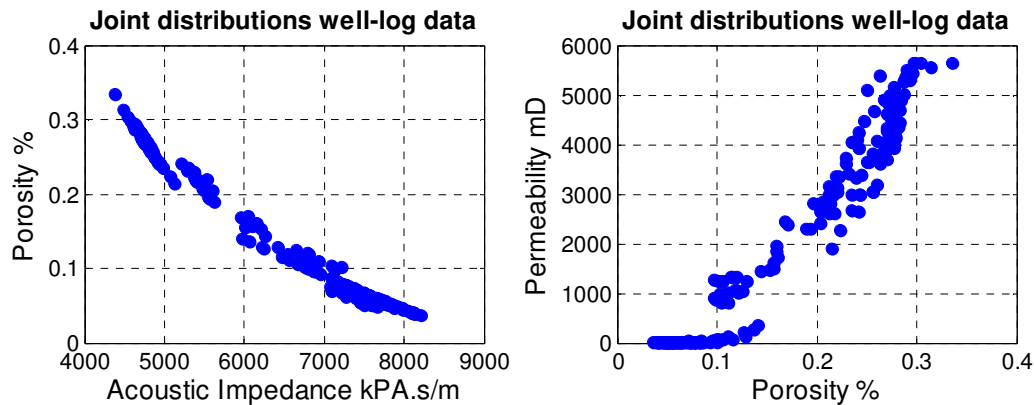 Joint distributions well-log data
0.4
0.3
0.2
0.1
0
Porosity %
4000 5000 6000 7000 8000 9000
Acoustic Impedance kPA.s/m
Joint distributions well-log data
6000
5000
4000
3000
2000
1000
0
Permeability mD
0 0.1 0.2 0.3 0.4
Porosity %